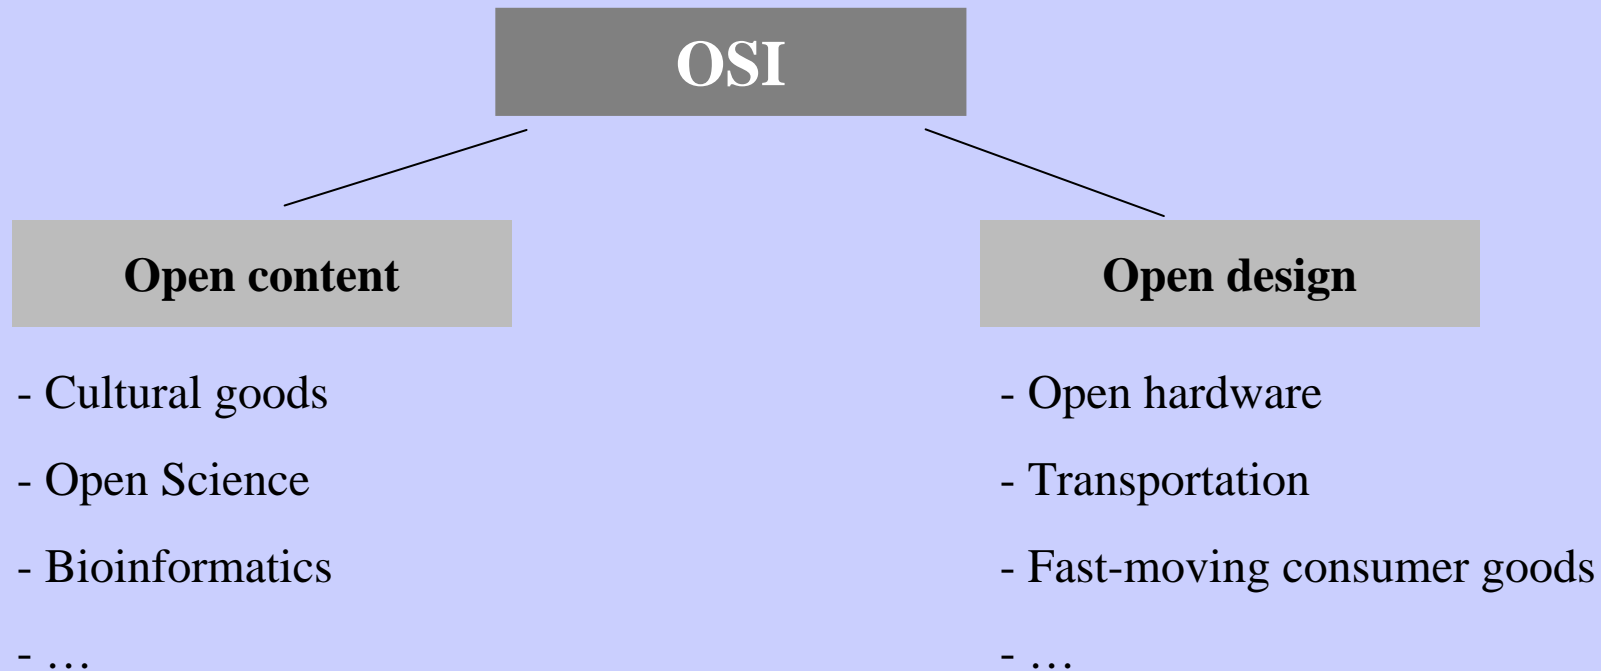 OSI
Open content
- Cultural goods
- Open Science
- Bioinformatics
- …
Open design
- Open hardware
- Transportation
- Fast-moving consumer goods
- …